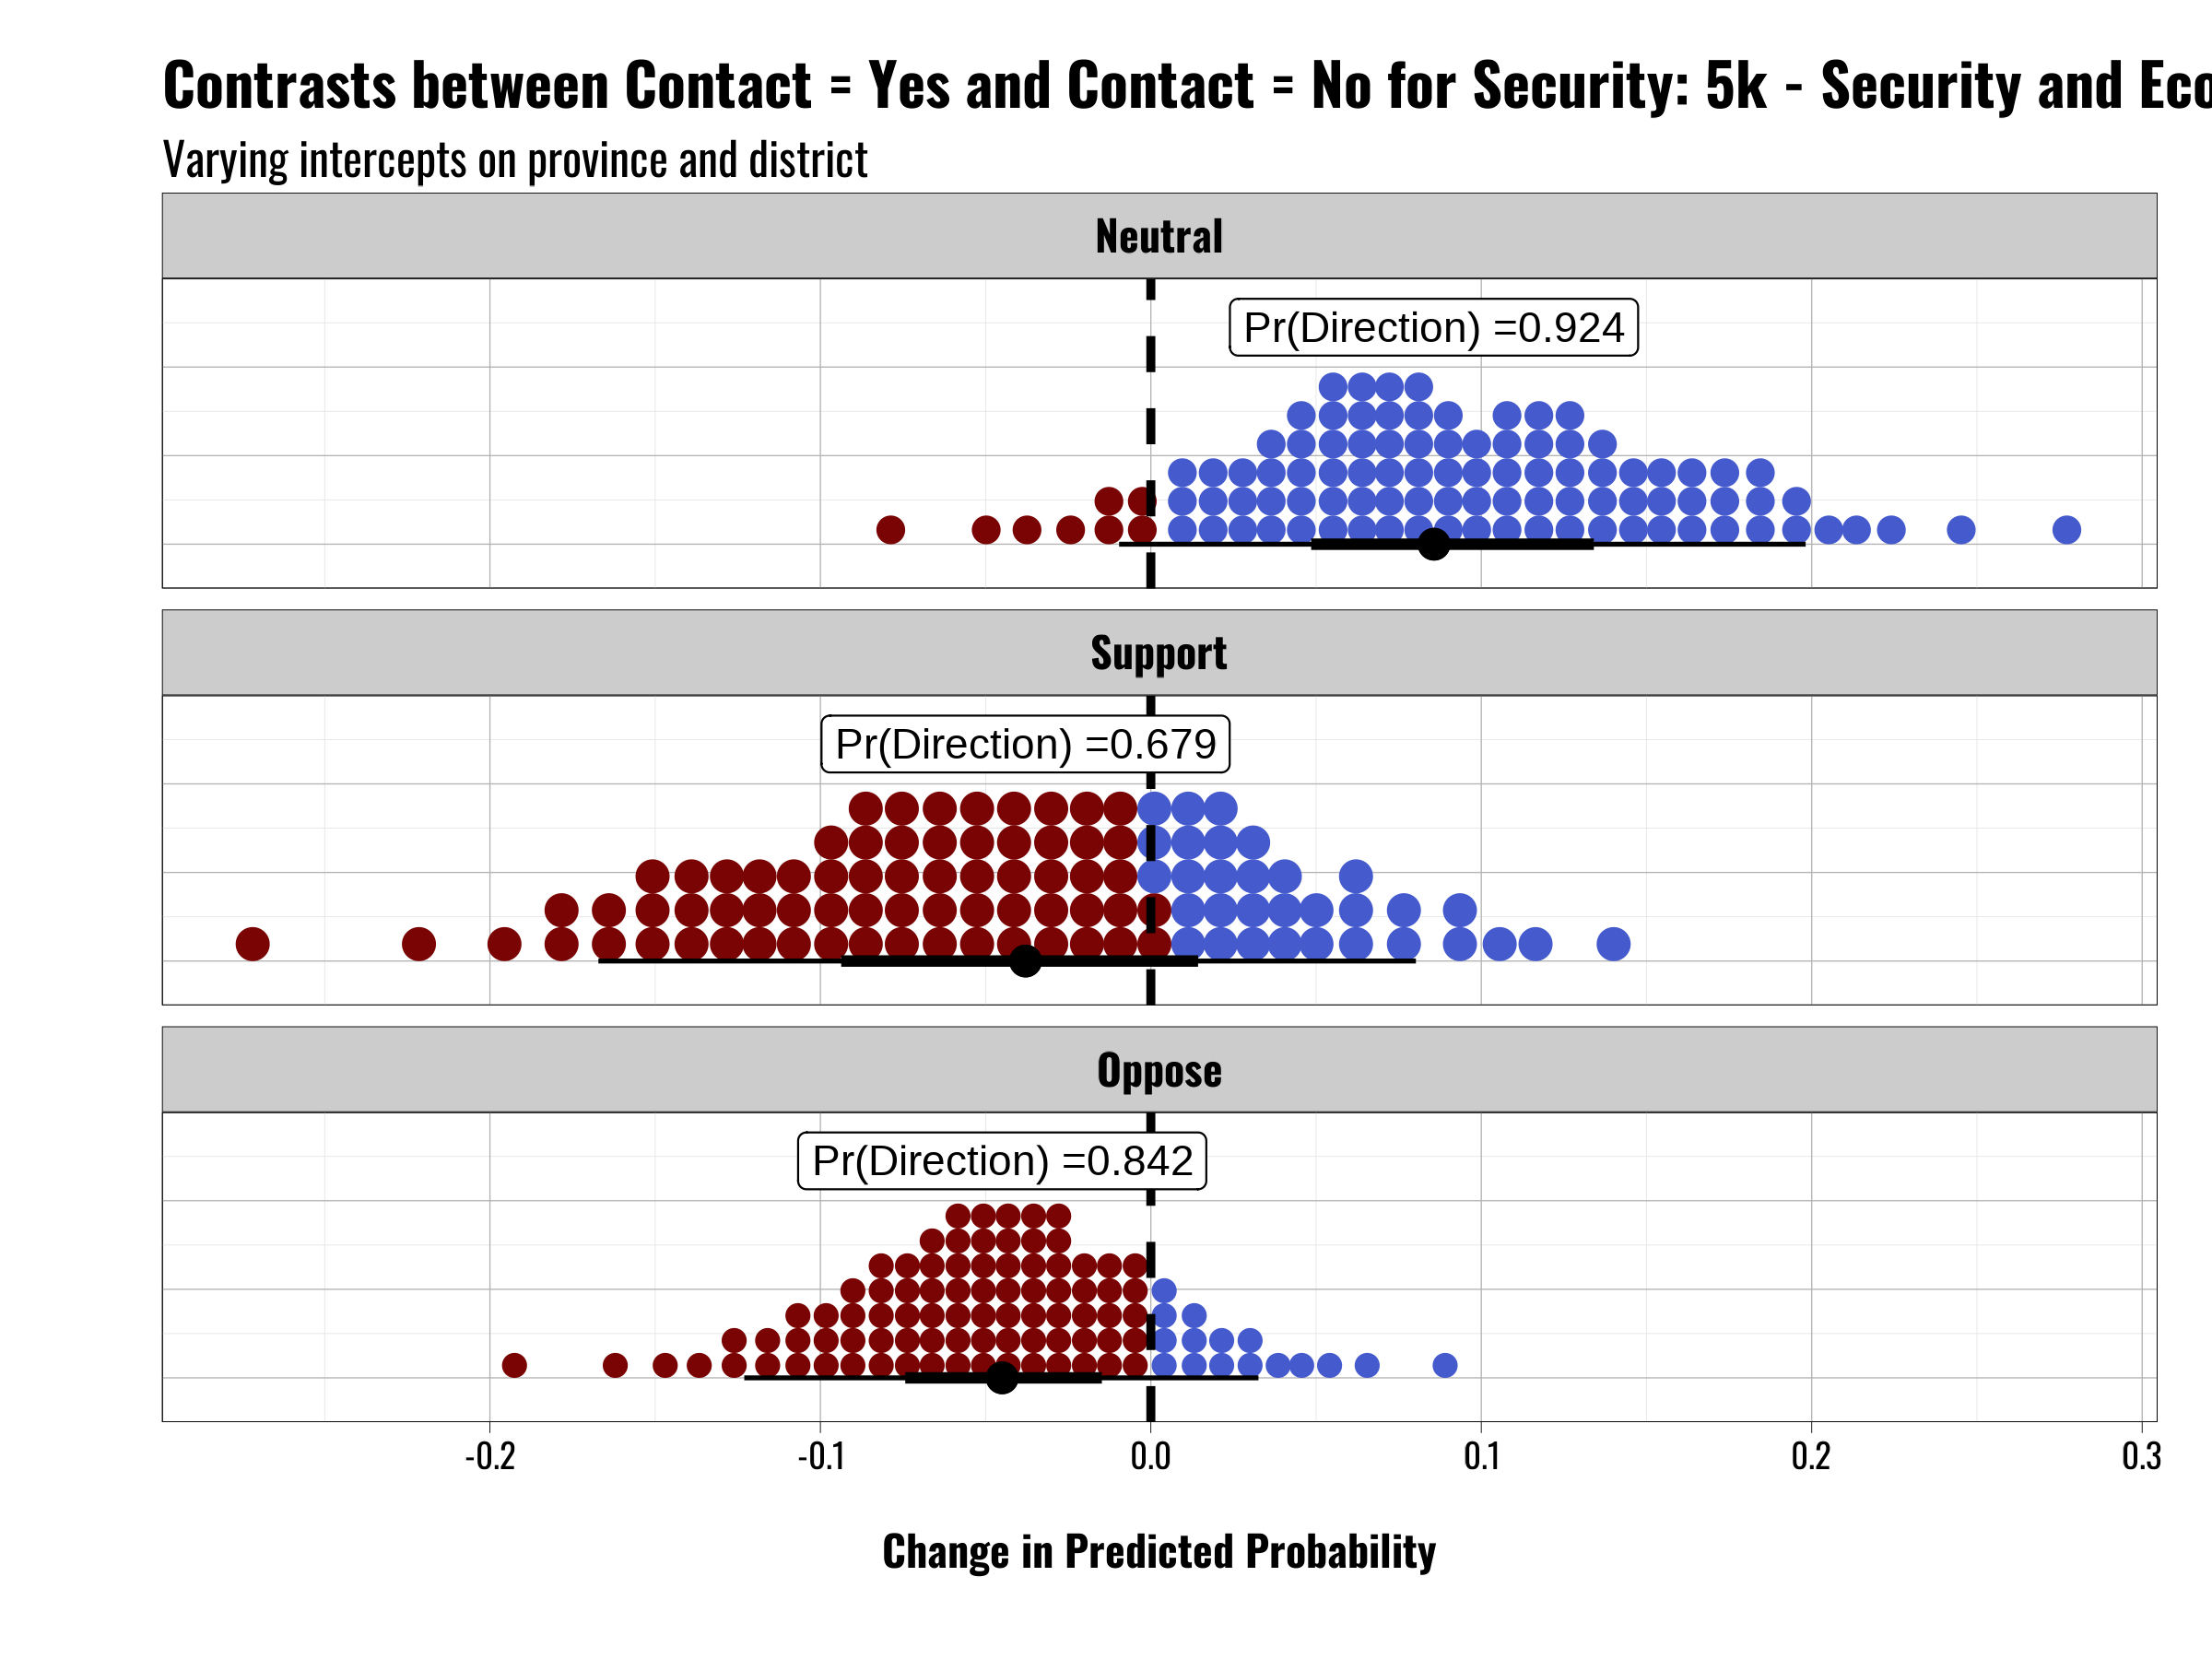 Contrasts between Contact = Yes and Contact = No for Security: 5k - Security and Eco
Varying intercepts on province and district
Neutral
Pr(Direction) =0.924
Support
Pr(Direction) =0.679
Oppose
Pr(Direction) =0.842
-0.2 -0.1 0.0 0.1 0.2 0.3
Change in Predicted Probability